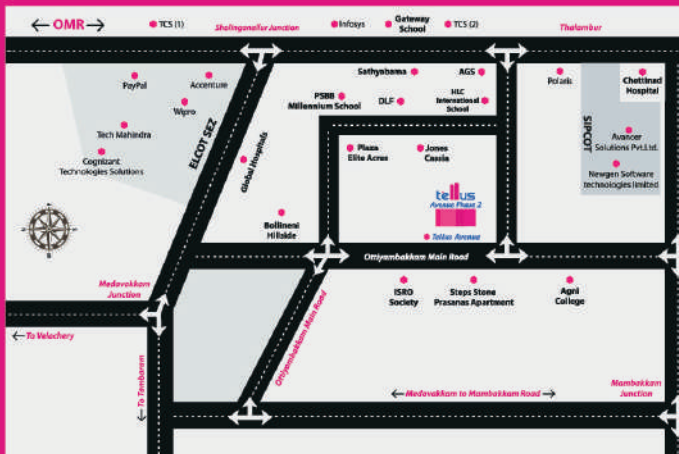 OMR
TCS (1)
Sholinganallur Junction
Infosys
Gateway
School
TCS (2)
Thalambur
PayPal
Accenture
Wipro
Tech Mahindra
Cognizant
Technologies Solutions
ELCOT SEZ
Global Hospitals
Sathyabama
AGS
PSBB
Millennium School
DLF
HLC
International
School
Polaris
Chettinad
Hospital
SIPCOT
Avancer
Solutions Pvt.Ltd.
Newgen Software
technologies limited
Plaza
Elite Acres
Jones
Cassia
tellus
Avenue Phase 2
Tellus Avenue
Bollineni
Hillside
Ottiyambakkam Main Road
Medavakkam
Junction
To Velachery
To Tambaram
Ottiyambakkam Main Road
ISRO
Society
Steps Stone
Prasanas Apartment
Agni
College
Medavakkam to Mambakkam Road
Mambakkam
Junction